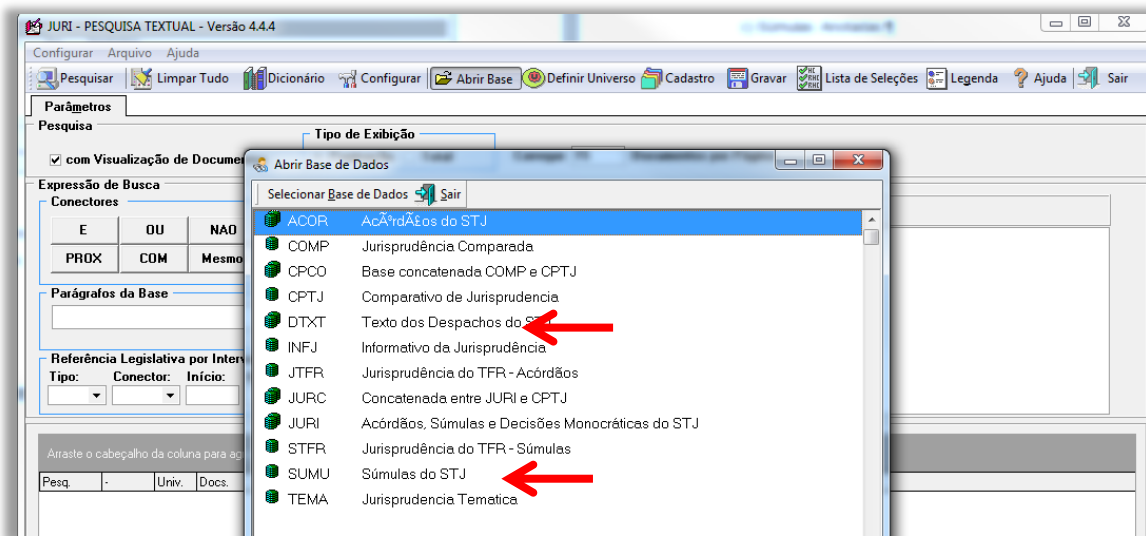 JURI - PESQUISA TEXTUAL - Versão 4.4.4
Configurar Arquivo Ajuda
Pesquisar Limpar Tudo Dicionário Configurar Abrir Base Definir Universo Cadastro Gravar Lista de Seleções Legenda Ajuda Sair
Parâmetros
Pesquisa
Tipo de Exibição
com Visualização de Docume
Abrir Base de Dados
Selecionar Base de Dados Sair
Expressão de Busca
Conectores
E OU NAO
PROX COM Mesmo
Parágrafos da Base
Referência Legislativa por Interv
Tipo: Conector: Início:
Arraste o cabeçalho da coluna para ag
Pesq. - Univ. Docs.
ACOR AcÃªrdÃ£os do STJ
COMP Jurisprudência Comparada
CPCO Base concatenada COMP e CPTJ
CPTJ Comparativo de Jurisprudencia
DTXT Texto dos Despachos do STJ
INFJ Informativo da Jurisprudência
JTFR Jurisprudência do TFR - Acórdãos
JURC Concatenada entre JURI e CPTJ
JURI Acórdãos, Súmulas e Decisões Monocráticas do STJ
STFR Jurisprudência do TFR - Súmulas
SUMU Súmulas do STJ
TEMA Jurisprudencia Tematica